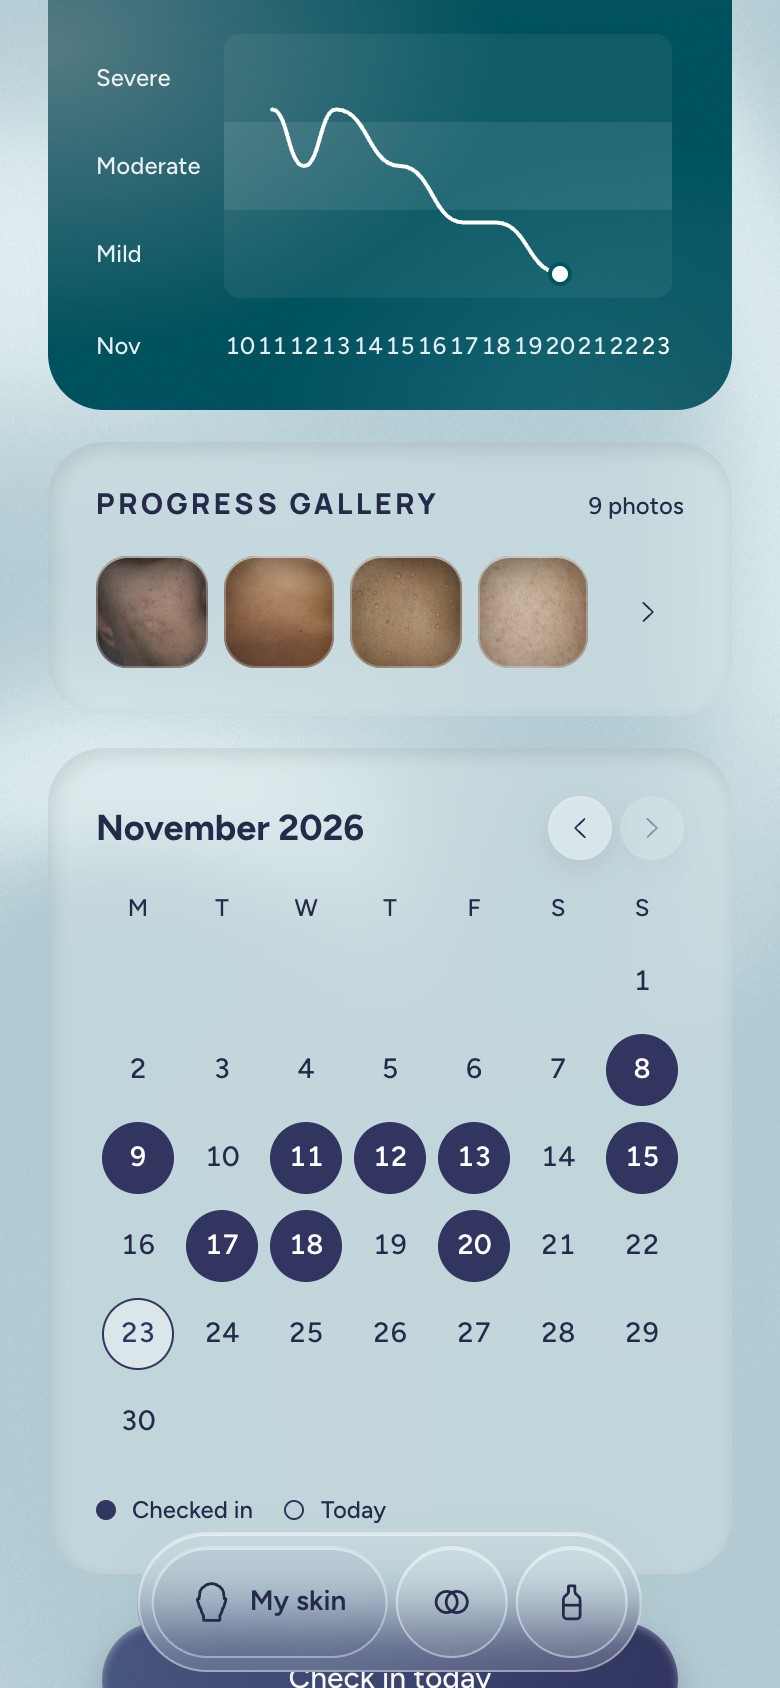 Severe
Moderate
Mild
Nov 10 11 12 13 14 15 16 17 18 19 20 21 22 23
PROGRESS GALLERY 9 photos
November 2026
M T W T F S S
1
2 3 4 5 6 7 8
9 10 11 12 13 14 15
16 17 18 19 20 21 22
23 24 25 26 27 28 29
30
Checked in Today
My skin
Check in today